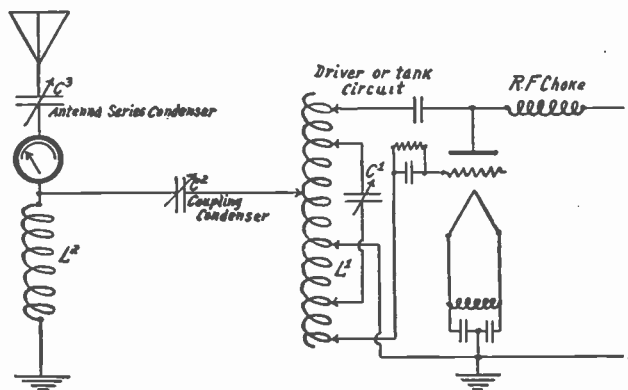 C3
Antenna Series Condenser
Driver or tank
Circuit
R.F Choke
C2
Coupling
Condenser
C1
L2
L1